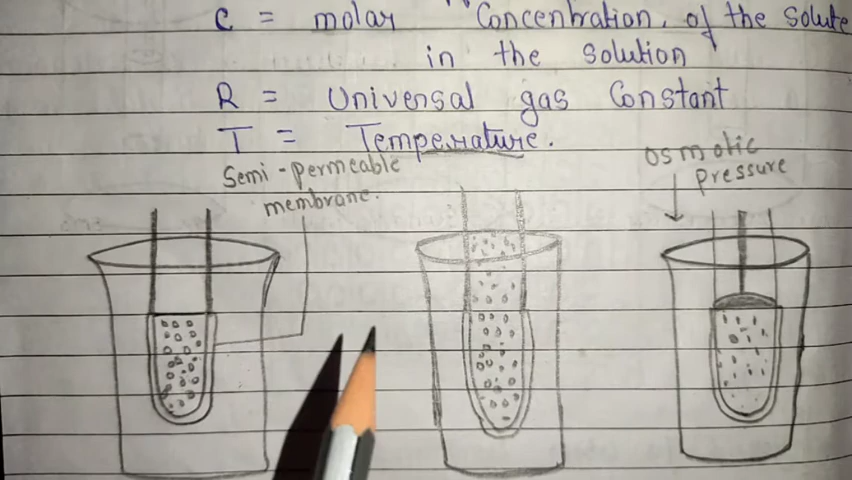 C = molar Concentration of the solute
in the solution
R = Universal gas Constant
T = Temperature.
Semi-permeable
membrane.
Osmotic
pressure